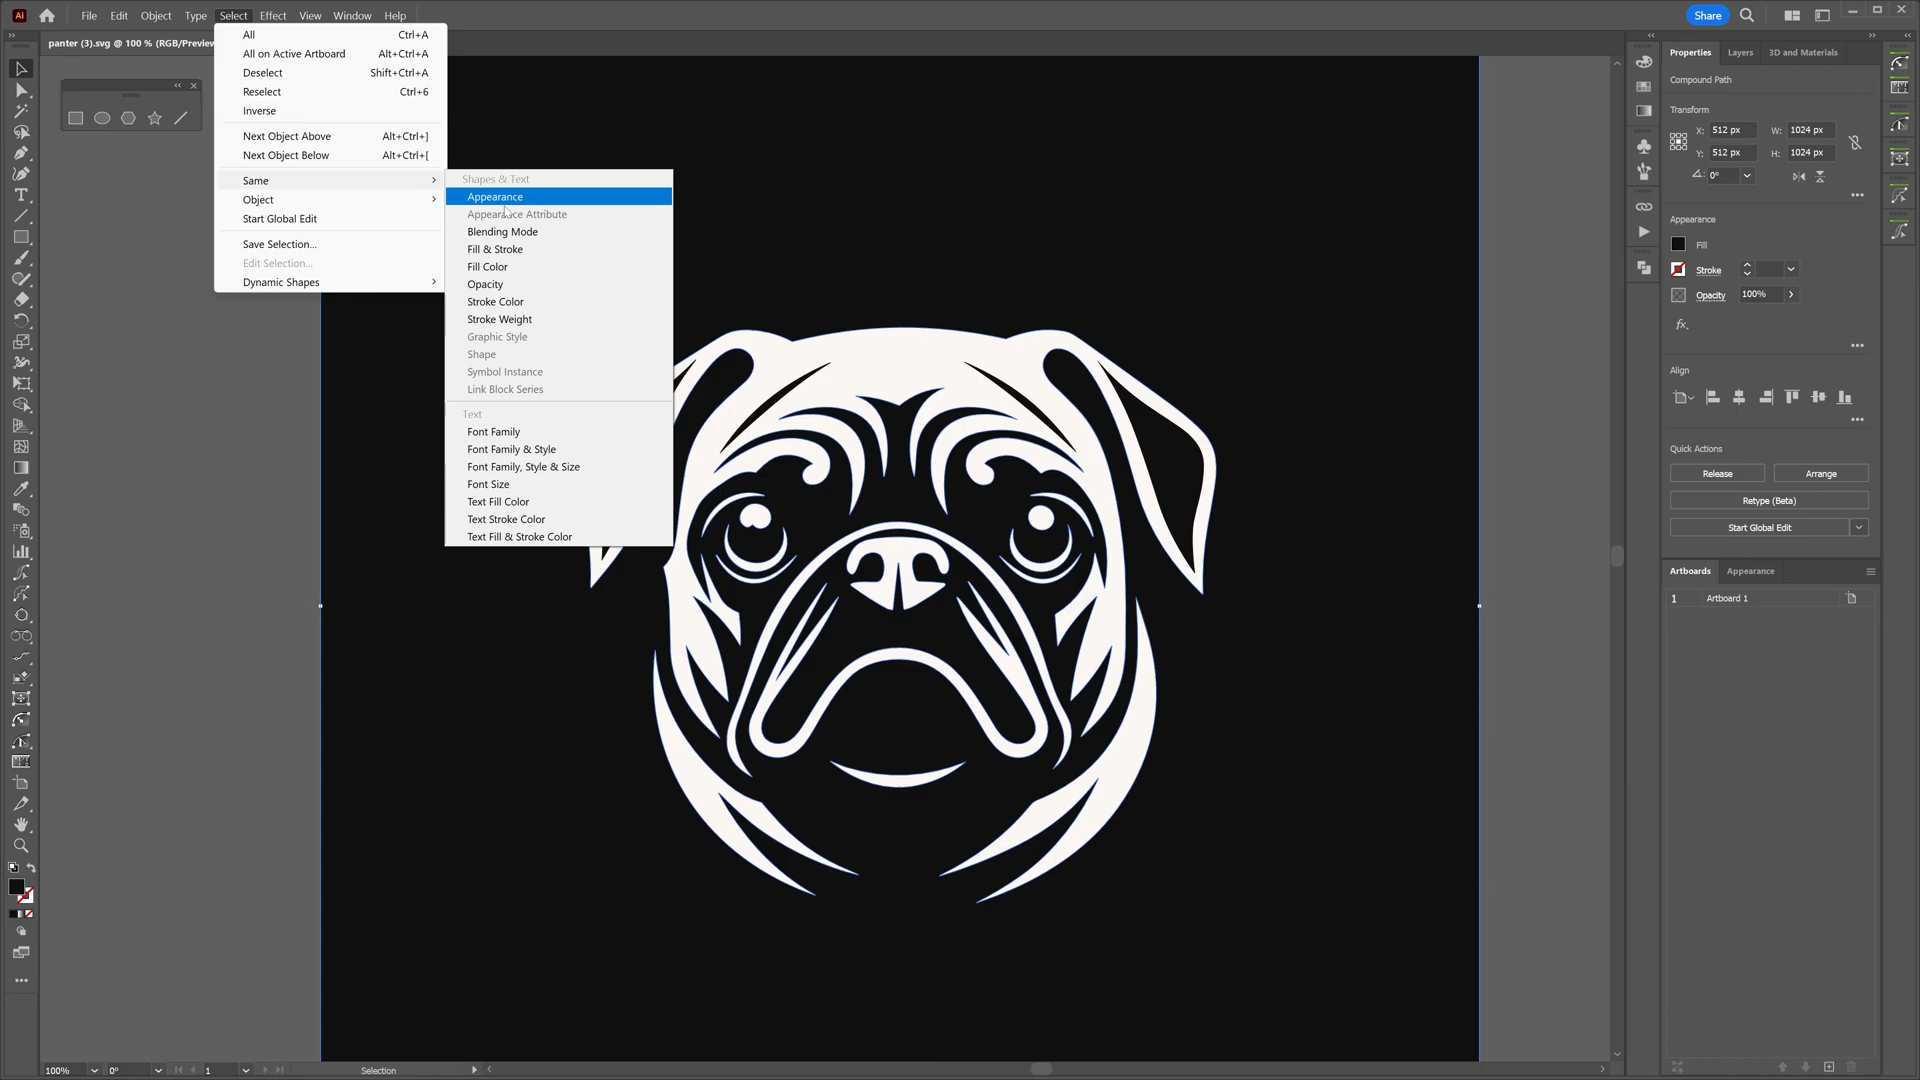 Ai File Edit Object Type Select Effect View Window Help Share
panter (3).svg @ 100 % (RGB/Preview
All Ctrl+A
All on Active Artboard Alt+Ctrl+A
Deselect Shift+Ctrl+A
Reselect Ctrl+6
Inverse
Next Object Above Alt+Ctrl+]
Next Object Below Alt+Ctrl+[
Same
Object
Start Global Edit
Save Selection...
Edit Selection...
Dynamic Shapes
Shapes & Text
Appearance
Appearance Attribute
Blending Mode
Fill & Stroke
Fill Color
Opacity
Stroke Color
Stroke Weight
Graphic Style
Shape
Symbol Instance
Link Block Series
Text
Font Family
Font Family & Style
Font Family, Style & Size
Font Size
Text Fill Color
Text Stroke Color
Text Fill & Stroke Color
Properties Layers 3D and Materials
Compound Path
Transform
X: 512 px W: 1024 px
Y: 512 px H: 1024 px
0°
Appearance
Fill
Stroke
Opacity 100%
fx.
Align
Quick Actions
Release Arrange
Retype (Beta)
Start Global Edit
Artboards Appearance
1 Artboard 1
100% 0° 1 Selection